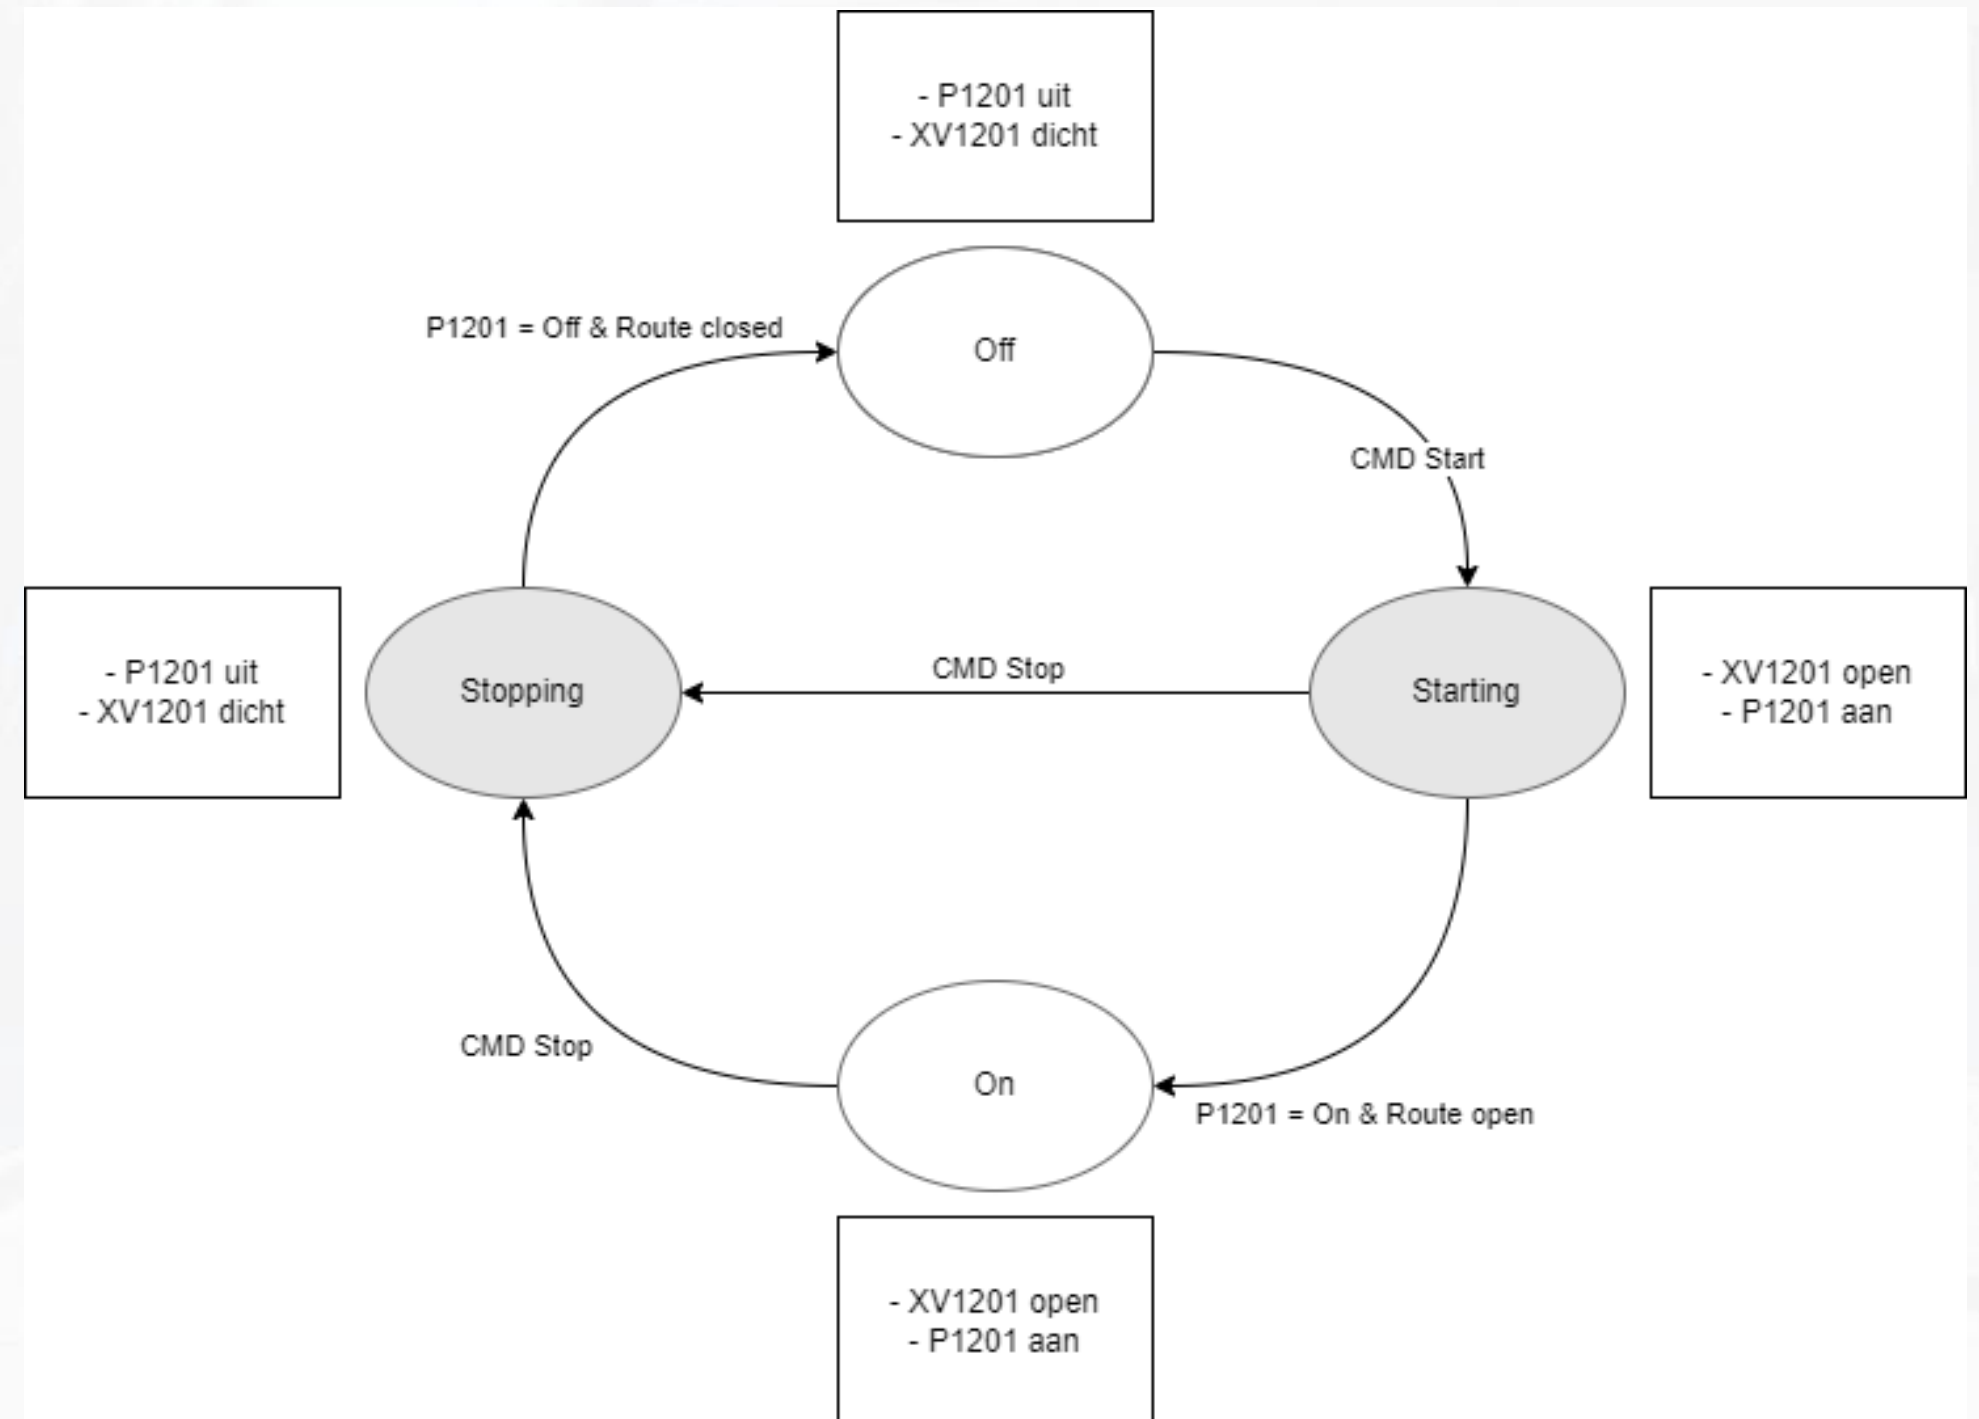 - P1201 uit
- XV1201 dicht
P1201 = Off & Route closed
Off
CMD Start
- P1201 uit
- XV1201 dicht
Stopping
CMD Stop
Starting
- XV1201 open
- P1201 aan
CMD Stop
On
P1201 = On & Route open
- XV1201 open
- P1201 aan